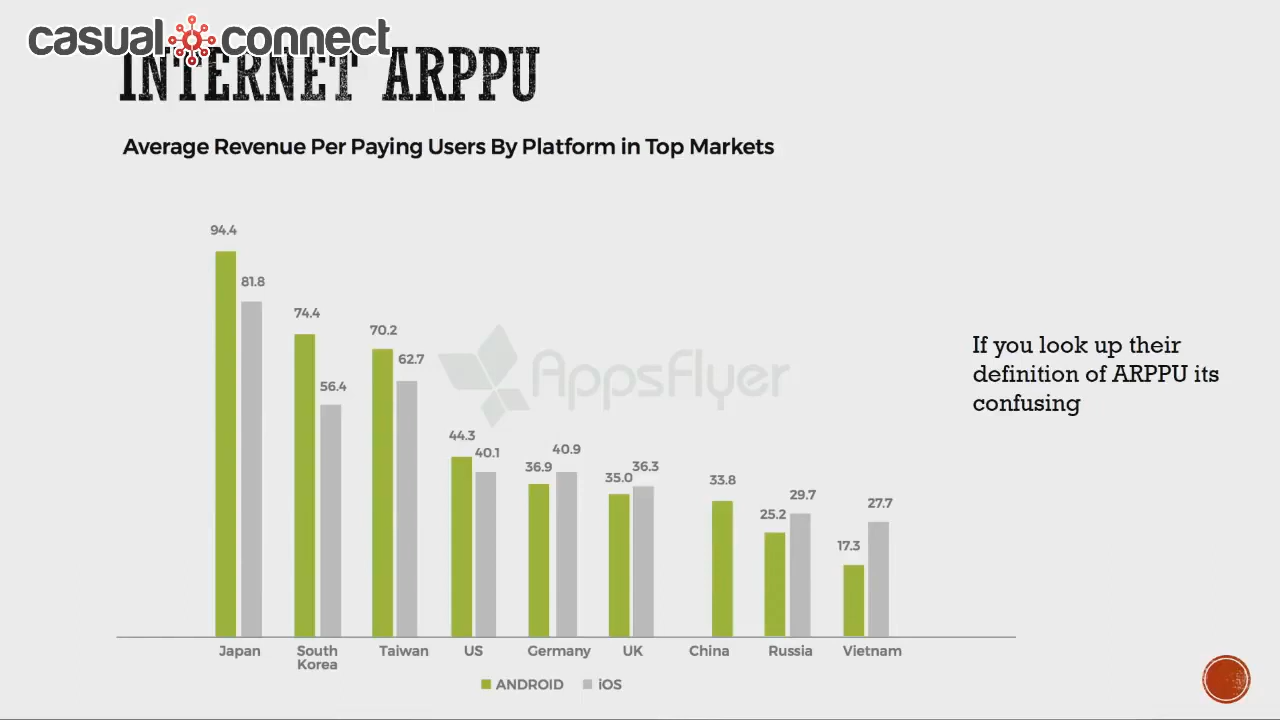 casual connect
INTERNET ARPPU
Average Revenue Per Paying Users By Platform in Top Markets
94.4
81.8
74.4
56.4
70.2
62.7
44.3
40.1
36.9
40.9
35.0
36.3
33.8
25.2
29.7
17.3
27.7
AppsFlyer
If you look up their
definition of ARPPU its
confusing
Japan
South
Korea
Taiwan
US
Germany
UK
China
Russia
Vietnam
ANDROID
iOS